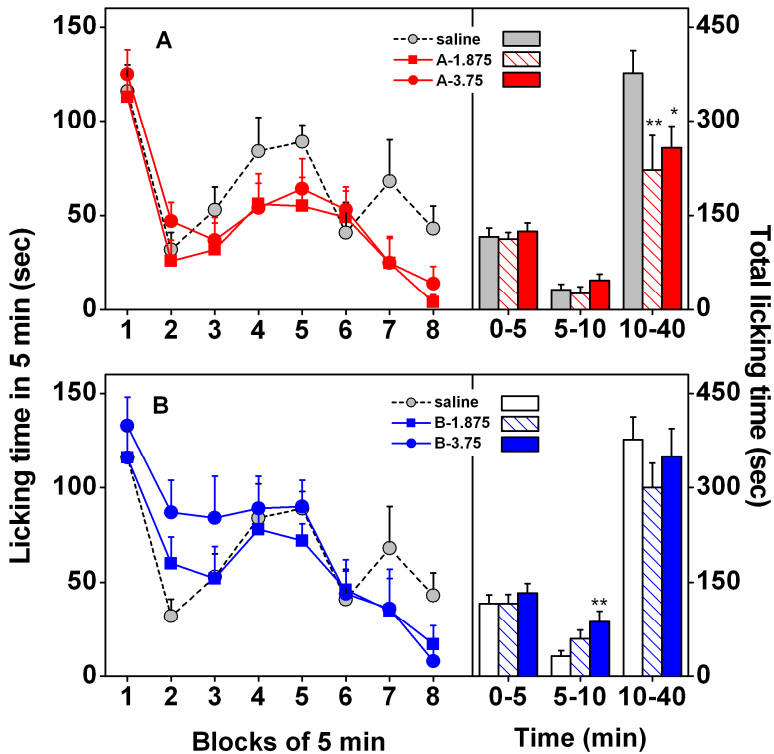 Licking time in 5 min (sec)
Total licking time (sec)
150
100
50
0
A
saline
A-1.875
A-3.75
** *
450
300
150
0
1 2 3 4 5 6 7 8
0-5 5-10 10-40
150
100
50
0
B
saline
B-1.875
B-3.75
**
450
300
150
0
1 2 3 4 5 6 7 8
0-5 5-10 10-40
Blocks of 5 min
Time (min)